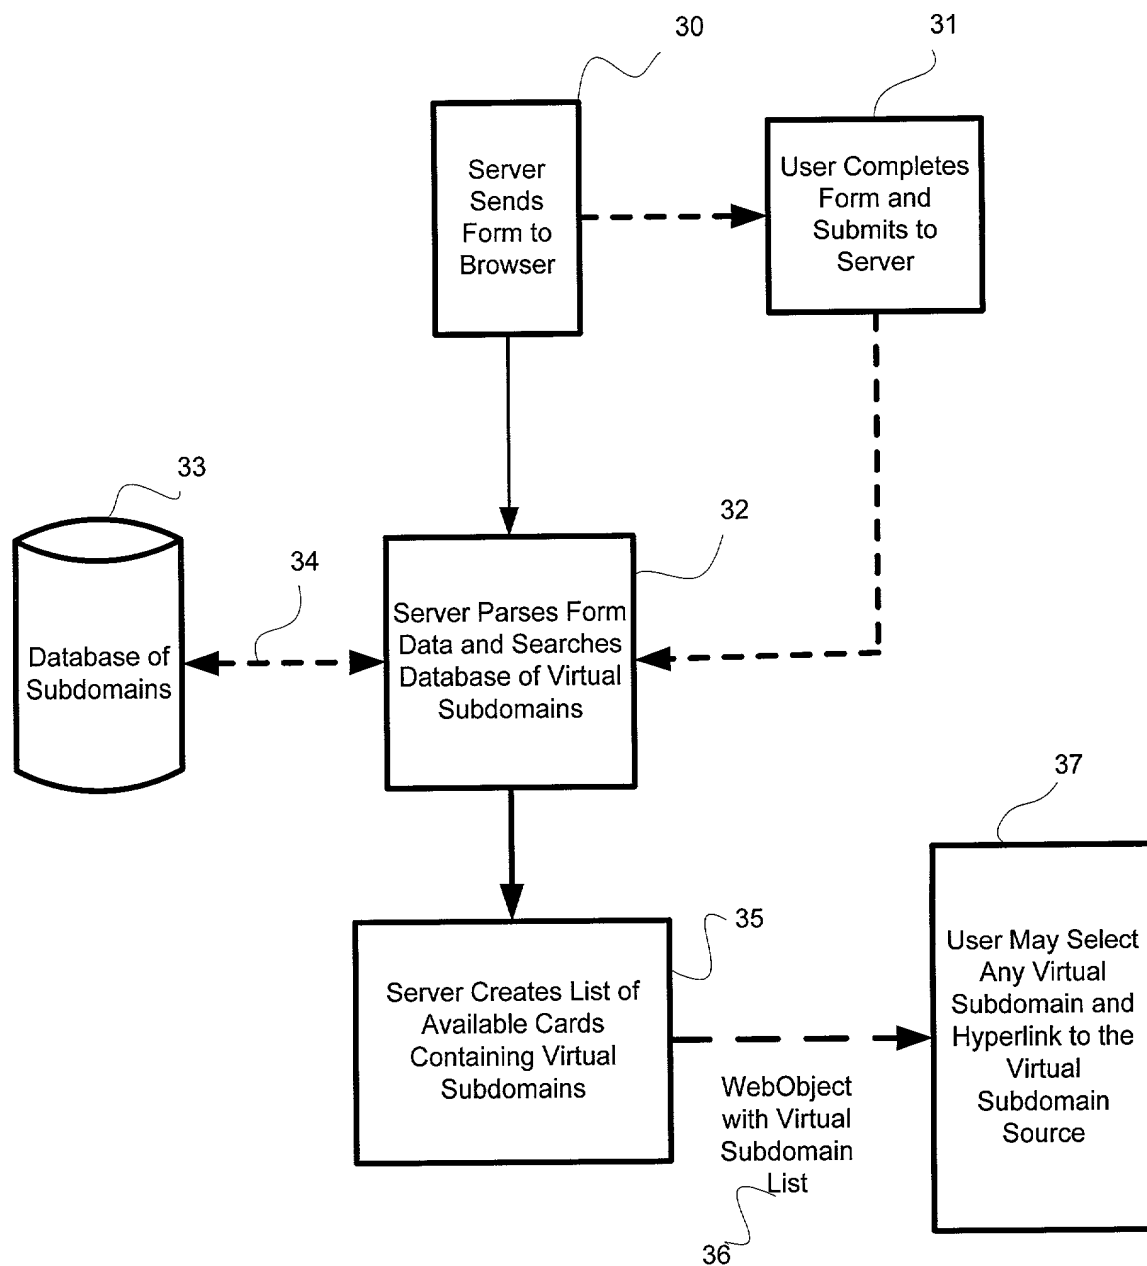 30
31
Server
Sends
Form to
Browser
User Completes
Form and
Submits to
Server
33
34
32
Database of
Subdomains
Server Parses Form
Data and Searches
Database of Virtual
Subdomains
37
35
Server Creates List of
Available Cards
Containing Virtual
Subdomains
WebObject
with Virtual
Subdomain
List
36
User May Select
Any Virtual
Subdomain and
Hyperlink to the
Virtual
Subdomain
Source